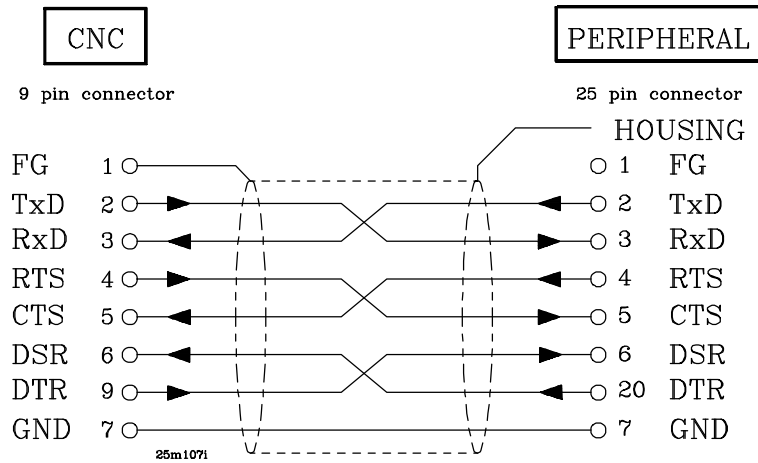 CNC PERIPHERAL
9 pin connector 25 pin connector
HOUSING
FG 1 1 FG
TxD 2 2 TxD
RxD 3 3 RxD
RTS 4 4 RTS
CTS 5 5 CTS
DSR 6 6 DSR
DTR 9 20 DTR
GND 7 7 GND
25m107i